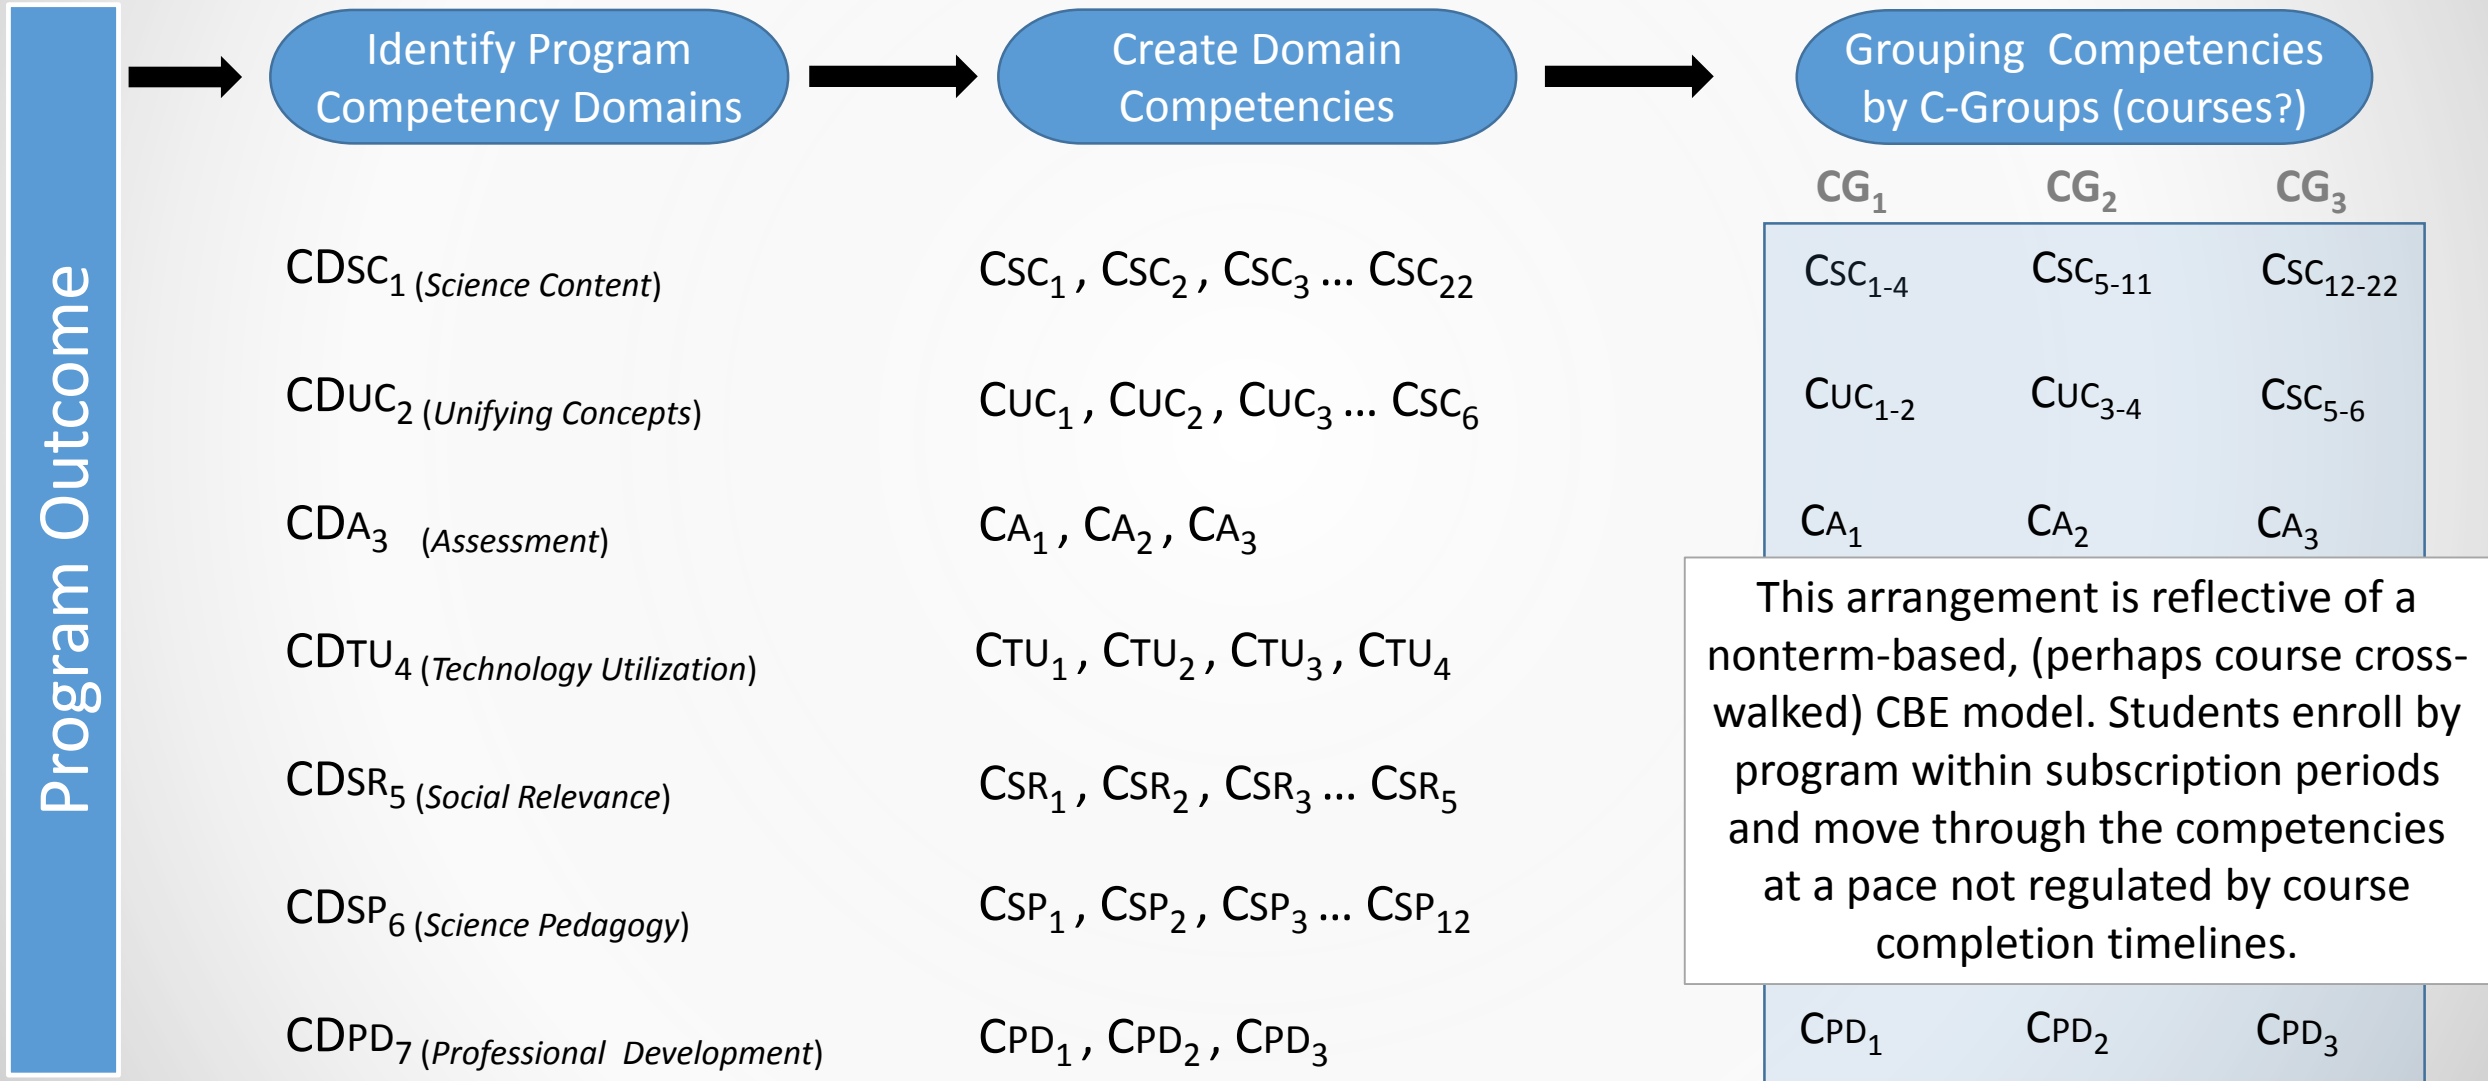 Program Outcome
Identify Program
Competency Domains
Create Domain
Competencies
Grouping  Competencies
by C-Groups (courses?)
CG1 CG2 CG3
CDSC1 (Science Content)
CSC1 , CSC2 , CSC3 … CSC22
CSC1-4 CSC5-11 CSC12-22
CDUC2 (Unifying Concepts)
CUC1 , CUC2 , CUC3 … CSC6
CUC1-2 CUC3-4 CSC5-6
CDA3 (Assessment)
CA1 , CA2 , CA3
CA1 CA2 CA3
CDTU4 (Technology Utilization)
CTU1 , CTU2 , CTU3 , CTU4
CDSR5 (Social Relevance)
CSR1 , CSR2 , CSR3 … CSR5
CDSP6 (Science Pedagogy)
CSP1 , CSP2 , CSP3 … CSP12
This arrangement is reflective of a
nonterm-based, (perhaps course cross-
walked) CBE model. Students enroll by
program within subscription periods
and move through the competencies
at a pace not regulated by course
completion timelines.
CDPD7 (Professional  Development)
CPD1 , CPD2 , CPD3
CPD1 CPD2 CPD3